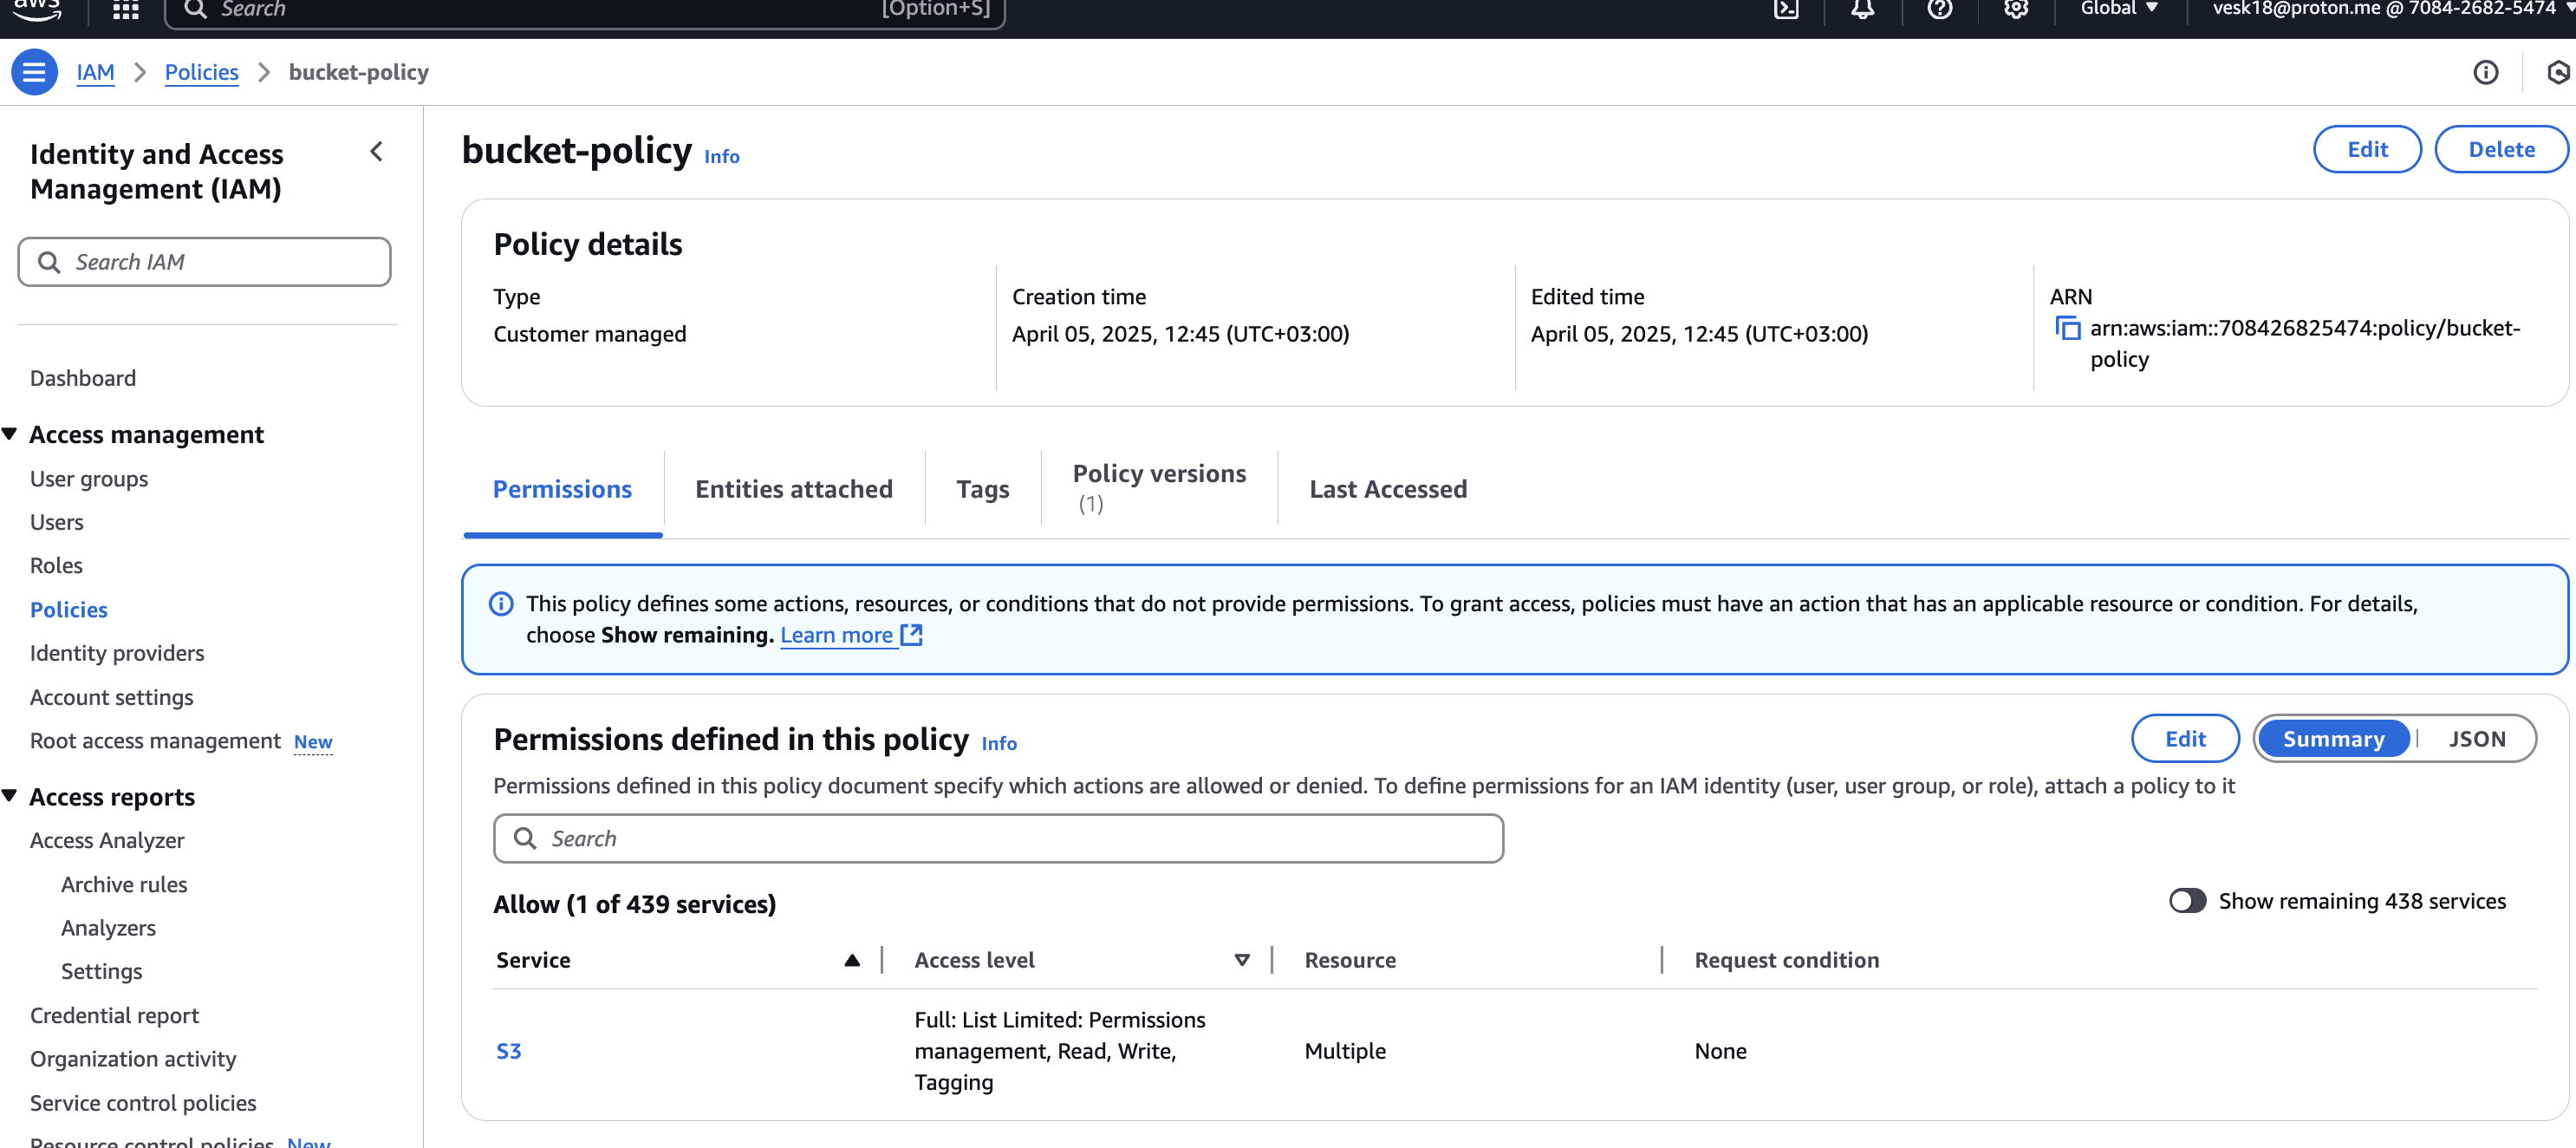 aws
Search
[Option+S]
Global
vesk18@proton.me @ 7084-2682-5474
IAM
Policies
bucket-policy
Identity and Access
Management (IAM)
Search IAM
Dashboard
Access management
User groups
Users
Roles
Policies
Identity providers
Account settings
Root access management New
Access reports
Access Analyzer
Archive rules
Analyzers
Settings
Credential report
Organization activity
Service control policies
Resource control policies New
bucket-policy Info
Edit
Delete
Policy details
Type
Customer managed
Creation time
April 05, 2025, 12:45 (UTC+03:00)
Edited time
April 05, 2025, 12:45 (UTC+03:00)
ARN
arn:aws:iam::708426825474:policy/bucket-
policy
Permissions
Entities attached
Tags
Policy versions
(1)
Last Accessed
This policy defines some actions, resources, or conditions that do not provide permissions. To grant access, policies must have an action that has an applicable resource or condition. For details,
choose Show remaining. Learn more
Permissions defined in this policy Info
Edit
Summary
JSON
Permissions defined in this policy document specify which actions are allowed or denied. To define permissions for an IAM identity (user, user group, or role), attach a policy to it
Search
Allow (1 of 439 services)
Show remaining 438 services
Service
Access level
Resource
Request condition
S3
Full: List Limited: Permissions
management, Read, Write,
Tagging
Multiple
None